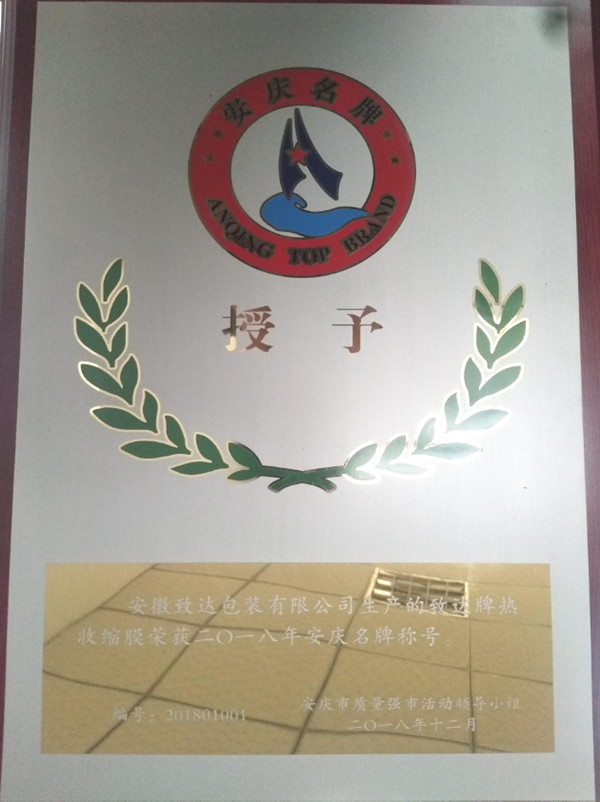 安庆名牌
ANQING TOP BRAND
授予
安徽致达包装有限公司生产的致达牌热
收缩膜荣获二〇一八年安庆名牌称号。
编号：201801001
安庆市质量强市活动领导小组
二〇一八年十二月